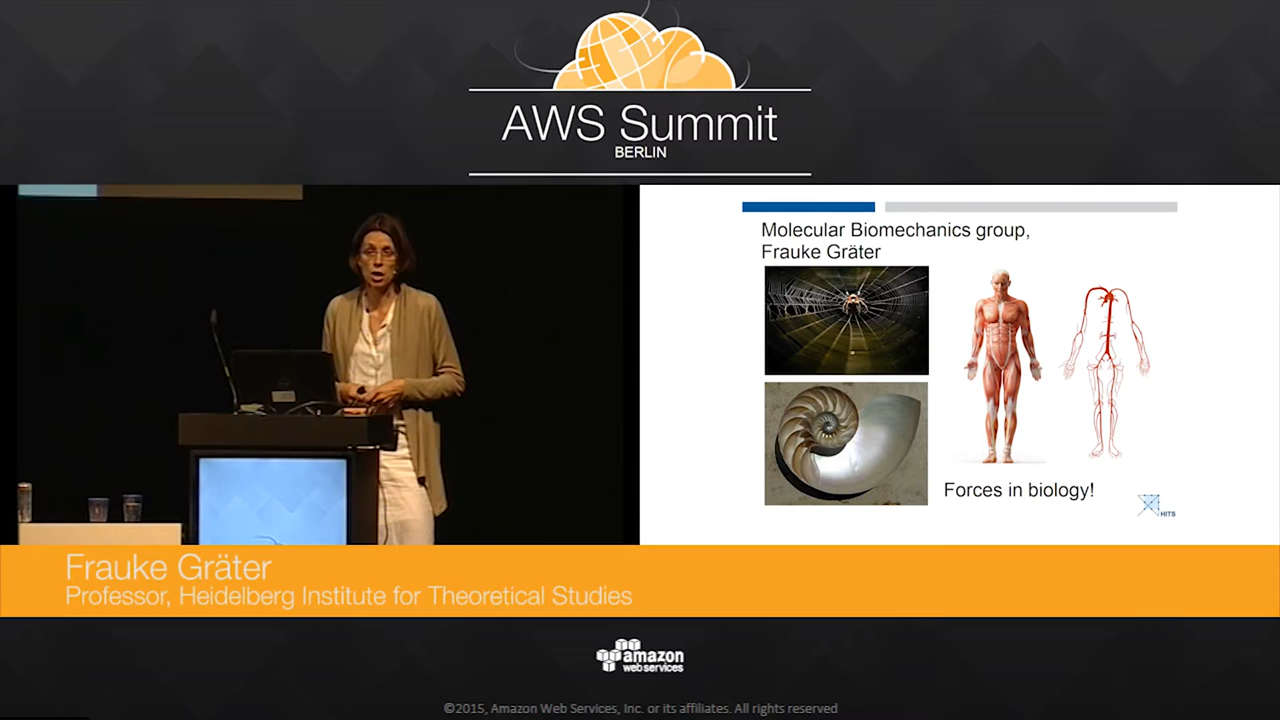 AWS Summit
BERLIN
Molecular Biomechanics group,
Frauke Gräter
Forces in biology!
HITS
Frauke Gräter
Professor, Heidelberg Institute for Theoretical Studies
amazon
web services
©2015, Amazon Web Services, Inc. or its affiliates. All rights reserved